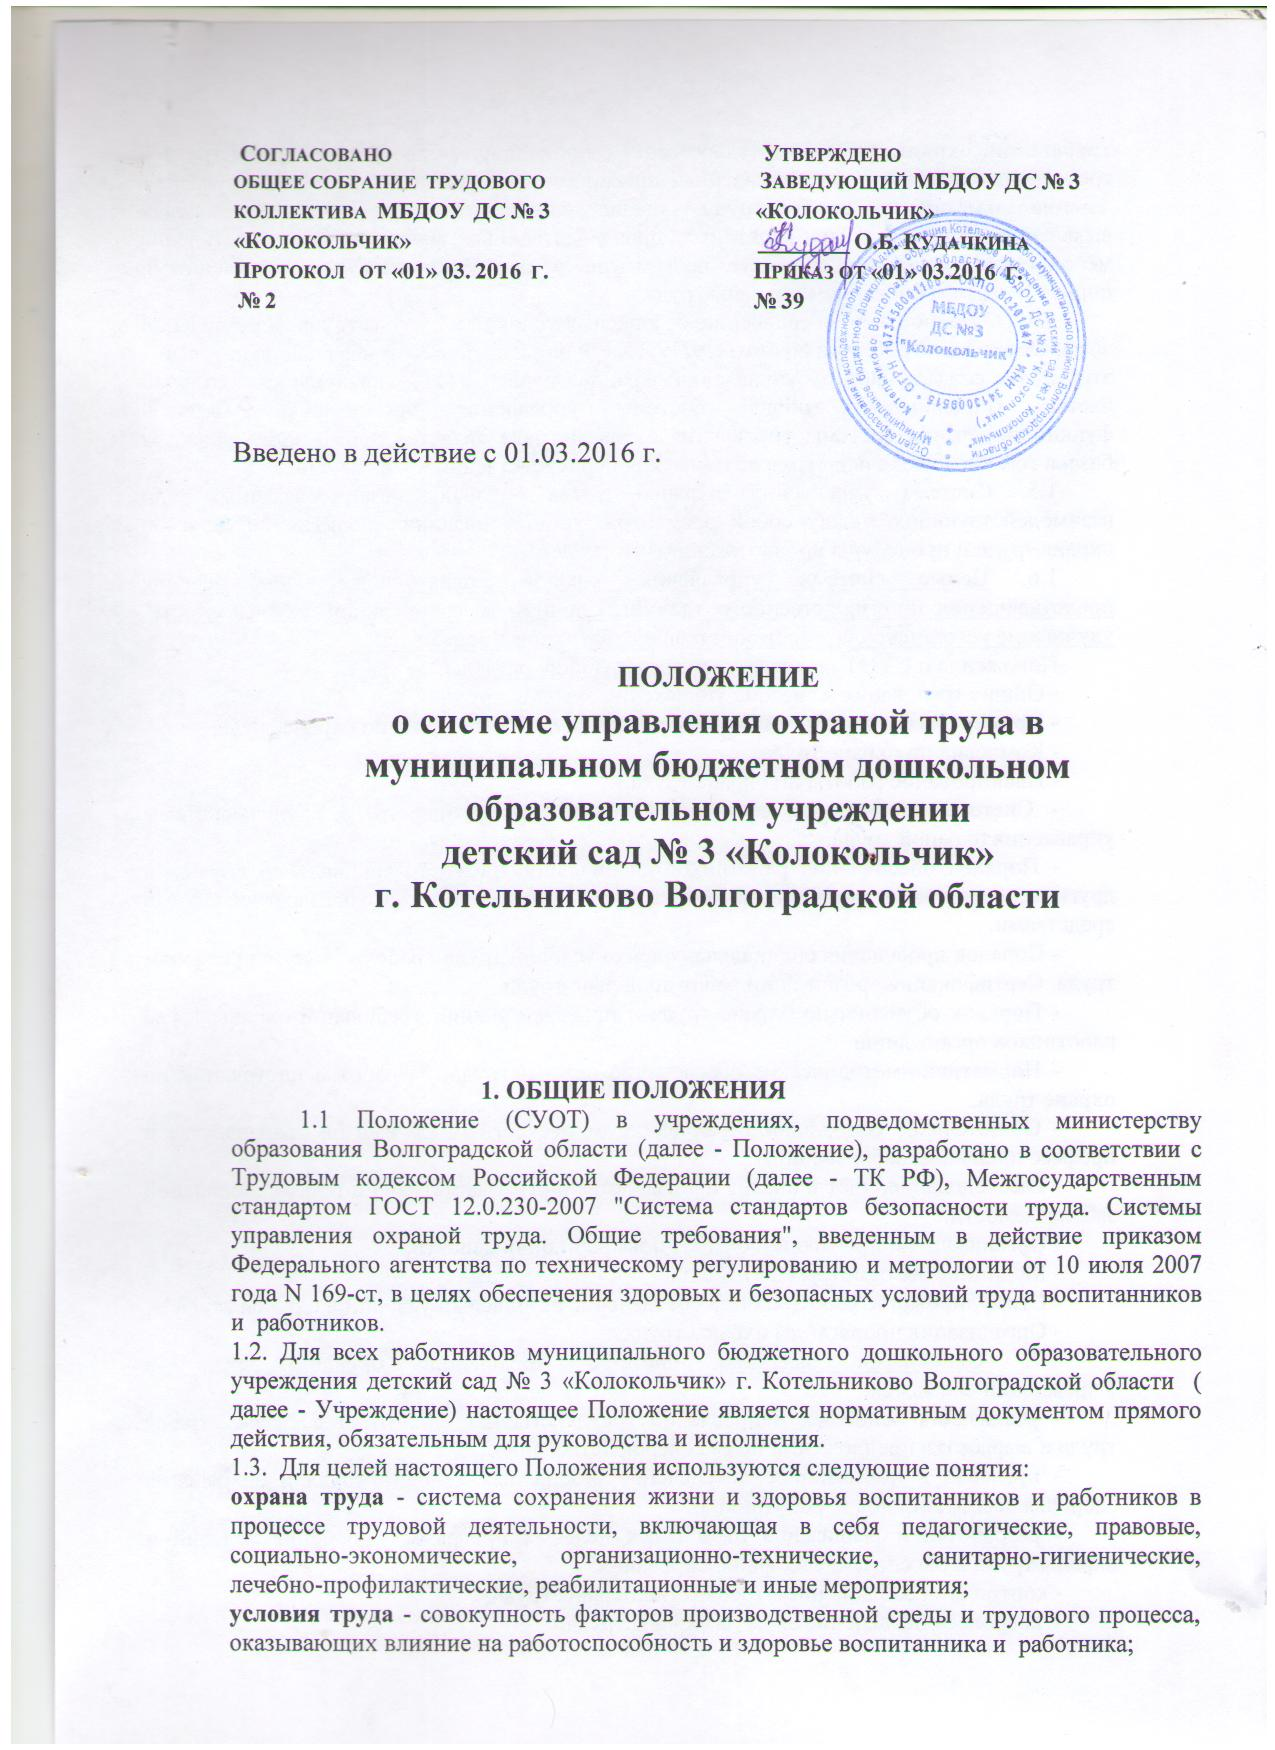 СОГЛАСОВАНО
ОБЩЕЕ СОБРАНИЕ ТРУДОВОГО
КОЛЛЕКТИВА МБДОУ ДС № 3
«КОЛОКОЛЬЧИК»
ПРОТОКОЛ ОТ «01» 03. 2016 г.
№ 2
УТВЕРЖДЕНО
ЗАВЕДУЮЩИЙ МБДОУ ДС № 3
«КОЛОКОЛЬЧИК»
О.Б. КУДАЧКИНА
ПРИКАЗ ОТ «01» 03.2016 Г.
№ 39
МБДОУ
ДС №3
"Колокольчик"
Введено в действие с 01.03.2016 г.
ПОЛОЖЕНИЕ
о системе управления охраной труда в
муниципальном бюджетном дошкольном
образовательном учреждении
детский сад № 3 «Колокольчик»
г. Котельниково Волгоградской области
1. ОБЩИЕ ПОЛОЖЕНИЯ
1.1 Положение (СУОТ) в учреждениях, подведомственных министерству
образования Волгоградской области (далее - Положение), разработано в соответствии с
Трудовым кодексом Российской Федерации (далее - ТК РФ), Межгосударственным
стандартом ГОСТ 12.0.230-2007 "Система стандартов безопасности труда. Системы
управления охраной труда. Общие требования", введенным в действие приказом
Федерального агентства по техническому регулированию и метрологии от 10 июля 2007
года N 169-ст, в целях обеспечения здоровых и безопасных условий труда воспитанников
и работников.
1.2. Для всех работников муниципального бюджетного дошкольного образовательного
учреждения детский сад № 3 «Колокольчик» г. Котельниково Волгоградской области (
далее - Учреждение) настоящее Положение является нормативным документом прямого
действия, обязательным для руководства и исполнения.
1.3. Для целей настоящего Положения используются следующие понятия:
охрана труда - система сохранения жизни и здоровья воспитанников и работников в
процессе трудовой деятельности, включающая в себя педагогические, правовые,
социально-экономические, организационно-технические, санитарно-гигиенические,
лечебно-профилактические, реабилитационные и иные мероприятия;
условия труда - совокупность факторов производственной среды и трудового процесса,
оказывающих влияние на работоспособность и здоровье воспитанника и работника;